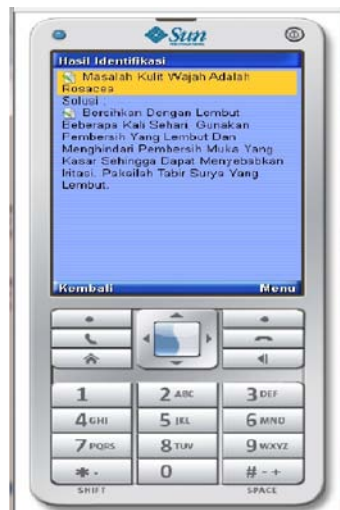 Sun
Hasil Identifikasi
Masalah Kulit Wajah Adalah
Rosacea
Solusi :
Bersihkan Dengan Lembut
Beberapa Kali Sehari. Gunakan
Pembersih Yang Lembut Dan
Menghindari Pembersih Muka Yang
Kasar Sehingga Dapat Menyebabkan
Iritasi. Pakailah Tabir Surya Yang
Lembut.
Kembali Menu
1 2 ABC 3 DEF
4 GHI 5 JKL 6 MNO
7 PQRS 8 TUV 9 WXYZ
* . 0 # - +
SHIFT SPACE